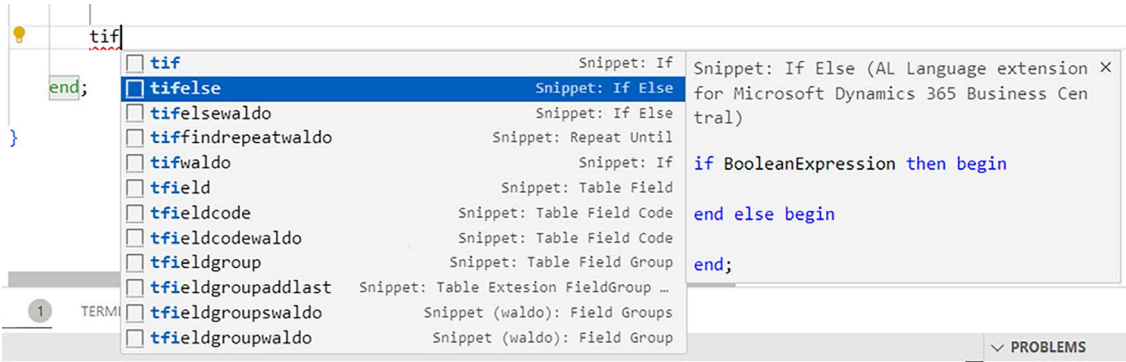 tif
tif Snippet: If
tifelse Snippet: If Else
tifelsewaldo Snippet: If Else
tiffindrepeatwaldo Snippet: Repeat Until
tifwaldo Snippet: If
tfield Snippet: Table Field
tfieldcode Snippet: Table Field Code
tfieldcodewaldo Snippet: Table Field Code
tfieldgroup Snippet: Table Field Group
tfieldgroupaddlast Snippet: Table Extesion FieldGroup …
tfieldgroupswaldo Snippet (waldo): Field Groups
tfieldgroupwaldo Snippet (waldo): Field Group
Snippet: If Else (AL Language extension ×
for Microsoft Dynamics 365 Business Cen
tral)
if BooleanExpression then begin
end else begin
end;
end;
}
1 TERMI
PROBLEMS